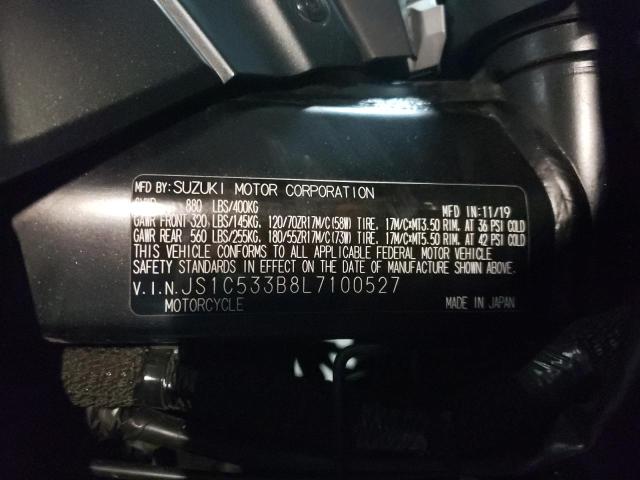 MFD BY: SUZUKI MOTOR CORPORATION
GVWR 880 LBS/400KG MFD IN: 11/19
GAWR FRONT 320 LBS/145KG, 120/70ZR17M/C(58W) TIRE, 17M/C×MT3.50 RIM. AT 36 PSI COLD
GAWR REAR 560 LBS/255KG, 180/55ZR17M/C(73W) TIRE, 17M/C×MT5.50 RIM. AT 42 PSI COLD
THIS VEHICLE CONFORMS TO ALL APPLICABLE FEDERAL MOTOR VEHICLE
SAFETY STANDARDS IN EFFECT ON THE DATE OF MANUFACTURE SHOWN ABOVE.
V.I.N. JS1C533B8L7100527
MOTORCYCLE MADE IN JAPAN